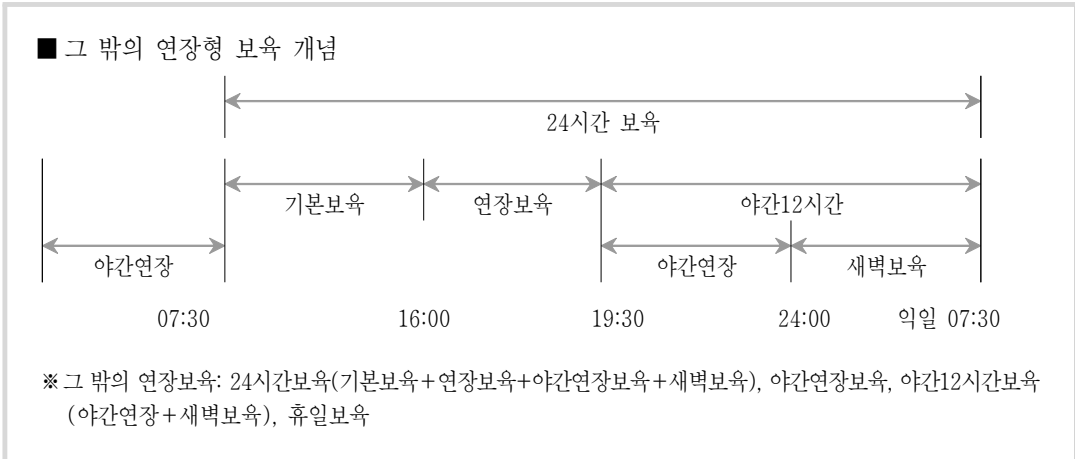 ■ 그 밖의 연장형 보육 개념
24시간 보육
기본보육 연장보육 야간12시간
야간연장 야간연장 새벽보육
07:30 16:00 19:30 24:00 익일 07:30
※ 그 밖의 연장보육: 24시간보육(기본보육+연장보육+야간연장보육+새벽보육), 야간연장보육, 야간12시간보육
(야간연장+새벽보육), 휴일보육